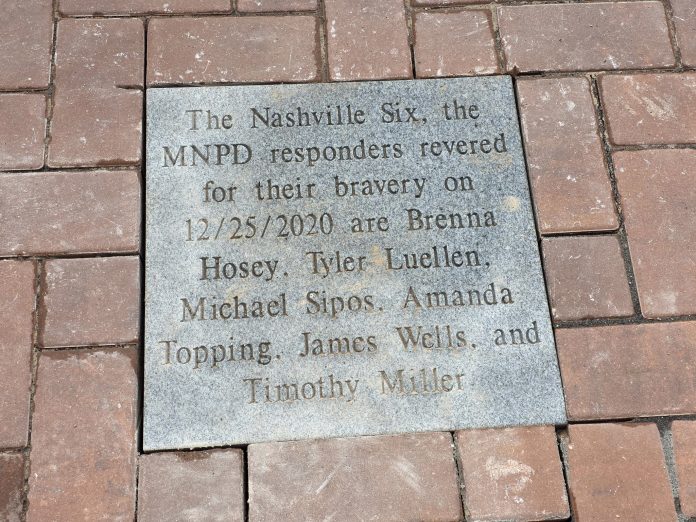 The Nashville Six, the
MNPD responders revered
for their bravery on
12/25/2020 are Brenna
Hosey, Tyler Luellen,
Michael Sipos, Amanda
Topping, James Wells, and
Timothy Miller